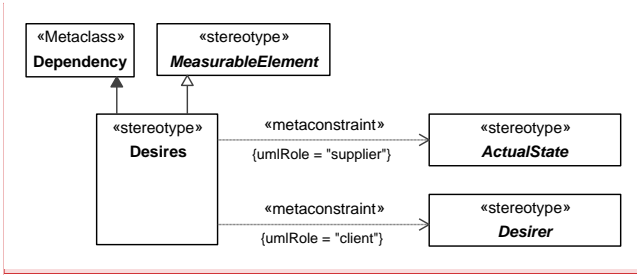 «Metaclass»
Dependency
«stereotype»
MeasurableElement
«stereotype»
Desires
«metaconstraint»
{umlRole = "supplier"}
«stereotype»
ActualState
«metaconstraint»
{umlRole = "client"}
«stereotype»
Desirer